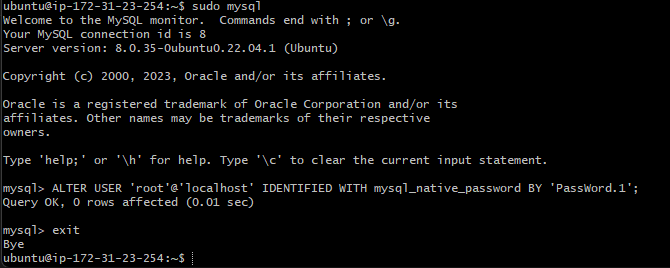 ubuntu@ip-172-31-23-254:~$ sudo mysql
Welcome to the MySQL monitor.  Commands end with ; or \g.
Your MySQL connection id is 8
Server version: 8.0.35-0ubuntu0.22.04.1 (Ubuntu)
Copyright (c) 2000, 2023, Oracle and/or its affiliates.
Oracle is a registered trademark of Oracle Corporation and/or its
affiliates. Other names may be trademarks of their respective
owners.
Type 'help;' or '\h' for help. Type '\c' to clear the current input statement.
mysql> ALTER USER 'root'@'localhost' IDENTIFIED WITH mysql_native_password BY 'PassWord.1';
Query OK, 0 rows affected (0.01 sec)
mysql> exit
Bye
ubuntu@ip-172-31-23-254:~$